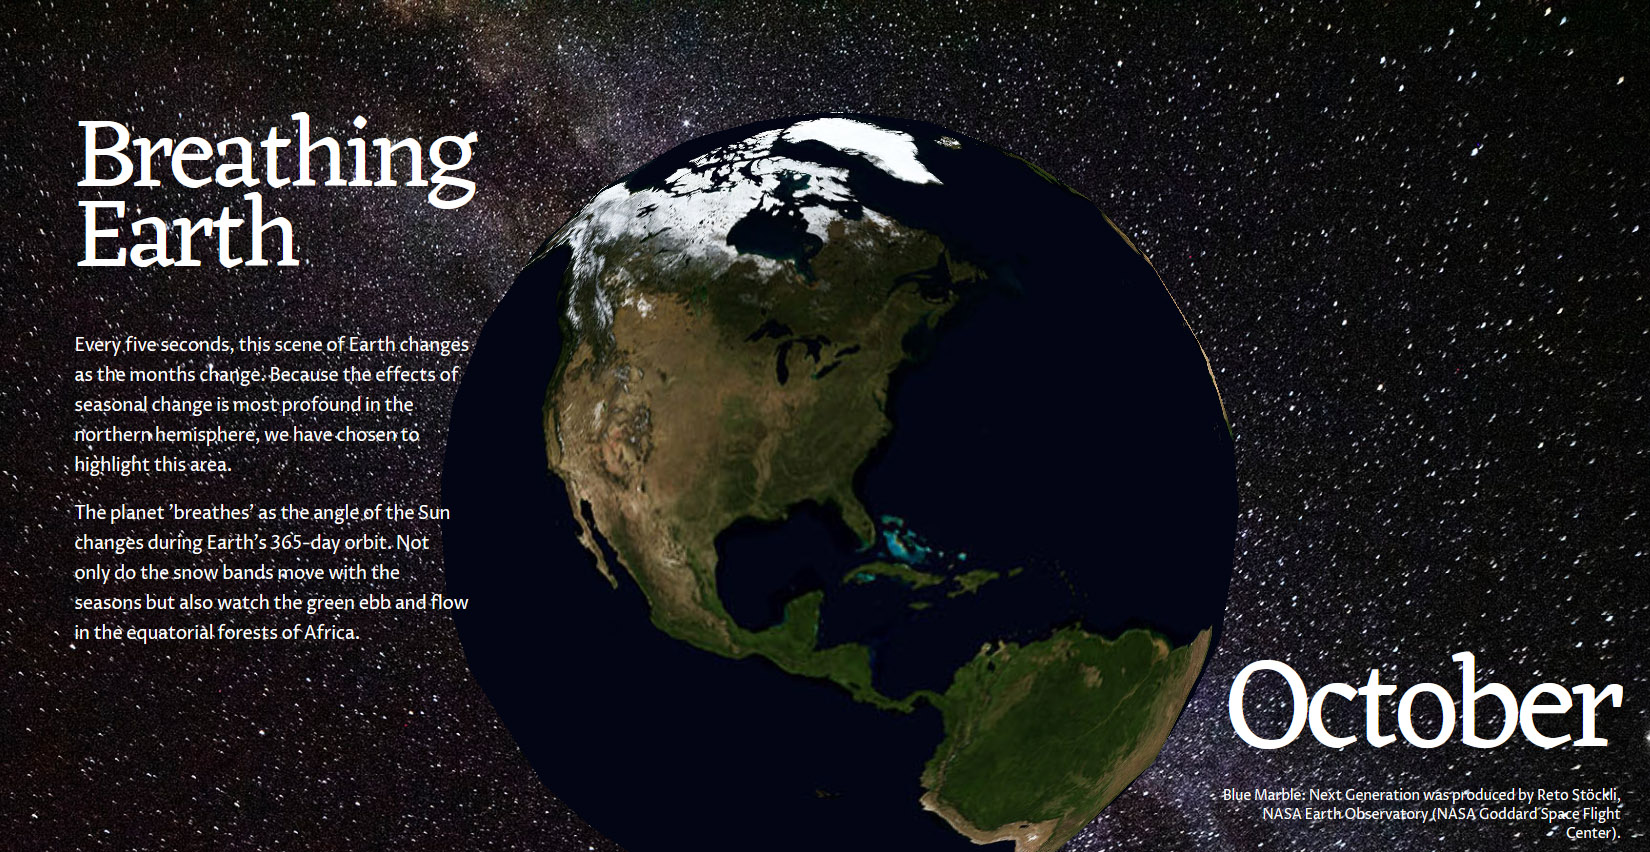 Breathing
Earth
Every five seconds, this scene of Earth changes
as the months change. Because the effects of
seasonal change is most profound in the
northern hemisphere, we have chosen to
highlight this area.
The planet ’breathes’ as the angle of the Sun
changes during Earth’s 365-day orbit. Not
only do the snow bands move with the
seasons but also watch the green ebb and flow
in the equatorial forests of Africa.
October
Blue Marble: Next Generation was produced by Reto Stöckli,
NASA Earth Observatory (NASA Goddard Space Flight
Center).